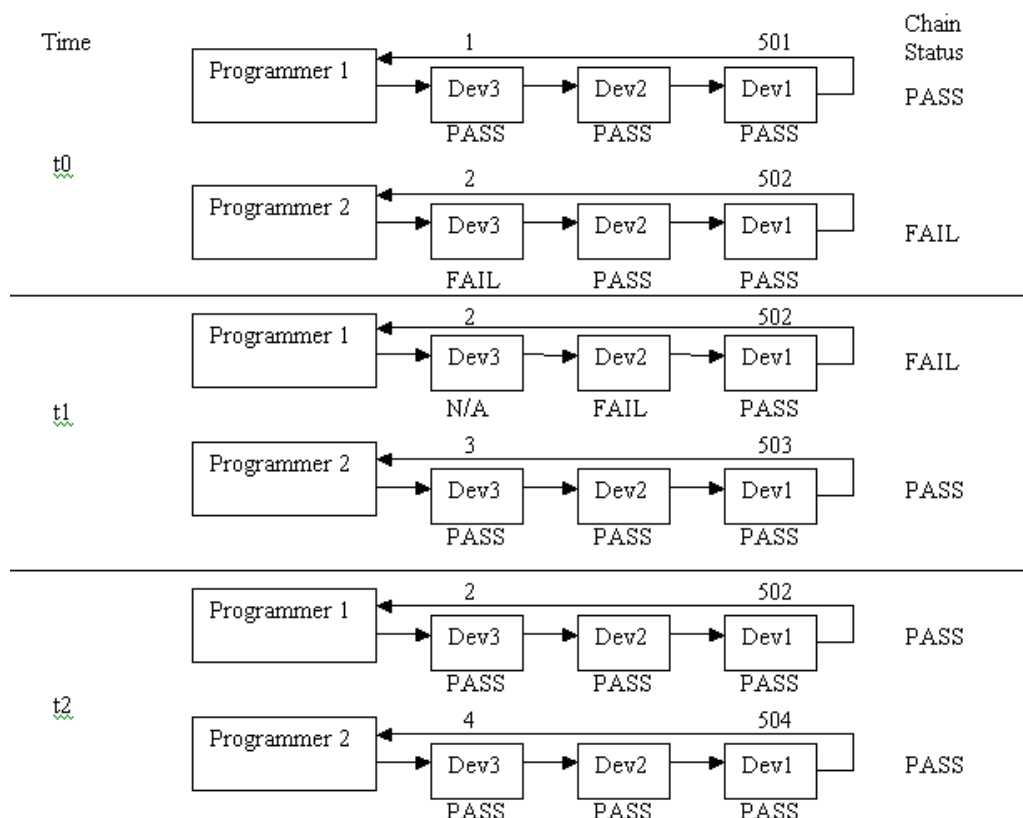 Time
1
501
Chain
Status
Programmer 1
Dev3
Dev2
Dev1
PASS
PASS
PASS
PASS
t0
2
502
Programmer 2
Dev3
Dev2
Dev1
FAIL
FAIL
PASS
PASS
2
502
Programmer 1
Dev3
Dev2
Dev1
FAIL
N/A
FAIL
PASS
t1
3
503
Programmer 2
Dev3
Dev2
Dev1
PASS
PASS
PASS
PASS
2
502
Programmer 1
Dev3
Dev2
Dev1
PASS
PASS
PASS
PASS
t2
4
504
Programmer 2
Dev3
Dev2
Dev1
PASS
PASS
PASS
PASS